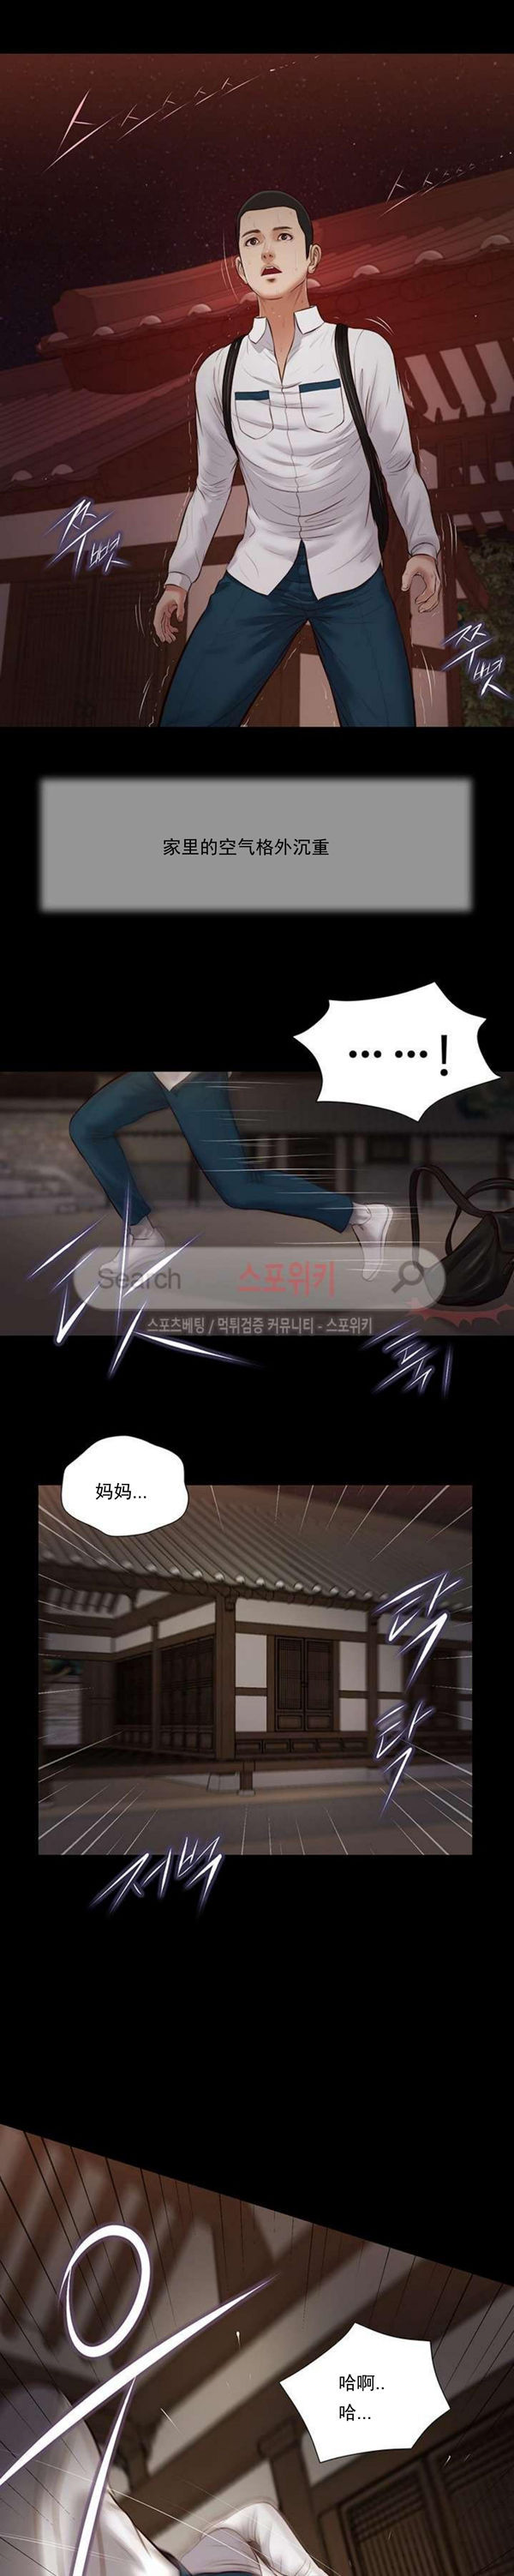 스
스
스
스
스
스
스
스
쭈뼛
쭈뼛
家里的空气格外沉重
... ...!
Search 스포위키
스포츠베팅 / 먹튀검증 커뮤니티 - 스포위키
툭
妈妈...
탁
탁
저벅
哈啊..
哈...